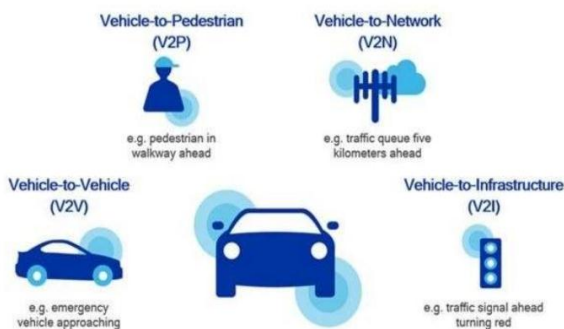 Vehicle-to-Pedestrian
(V2P)
e.g. pedestrian in
walkway ahead
Vehicle-to-Network
(V2N)
e.g. traffic queue five
kilometers ahead
Vehicle-to-Vehicle
(V2V)
e.g. emergency
vehicle approaching
Vehicle-to-Infrastructure
(V2I)
e.g. traffic signal ahead
turning red